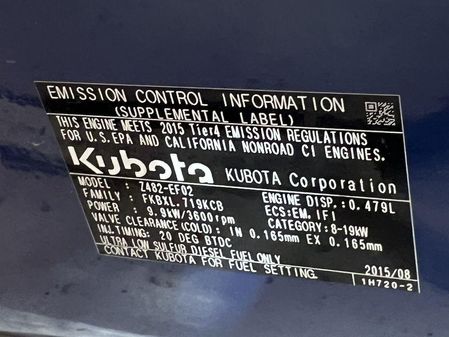 EMISSION CONTROL INFORMATION
(SUPPLEMENTAL LABEL)
THIS ENGINE MEETS 2015 Tier4 EMISSION REGULATIONS
FOR U.S.EPA AND CALIFORNIA NONROAD CI ENGINES.
Kubota KUBOTA Corporation
MODEL : Z482-EF02 ENGINE DISP.: 0.479L
FAMILY : FKBXL.719KCB ECS:EM, IFI
POWER : 9.9kW/3600rpm CATEGORY: 8-19kW
VALVE CLEARANCE(COLD): IN 0.165mm EX 0.165mm
INJ.TIMING: 20 DEG BTDC
ULTRA LOW SULFUR DIESEL FUEL ONLY 2015/08
CONTACT KUBOTA FOR FUEL SETTING. 1H720-2